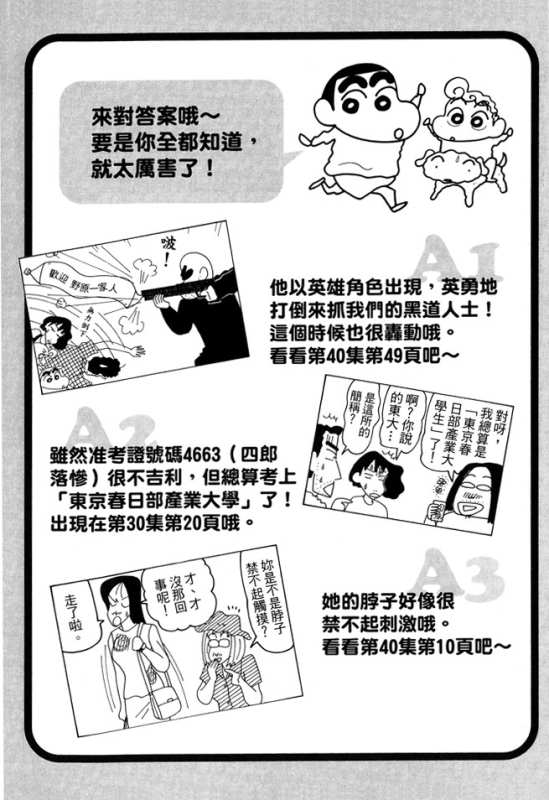 來對答案哦～
要是你全都知道，
就太厲害了！
A1
啵！
歡迎 野原一家人
無力倒下
他以英雄角色出現，英勇地
打倒來抓我們的黑道人士！
這個時候也很轟動哦。
看看第40集第49頁吧～
A2
對呀，
我總算是
「東京春
日部產業大
學生」了！
啊？你說
的東大…
是這所的
簡稱？
雖然准考證號碼4663（四郎
落慘）很不吉利，但總算考上
「東京春日部產業大學」了！
出現在第30集第20頁哦。
A3
妳是不是脖子
禁不起觸摸？
才、才
沒那回
事呢！
走了啦。
她的脖子好像很
禁不起刺激哦。
看看第40集第10頁吧～